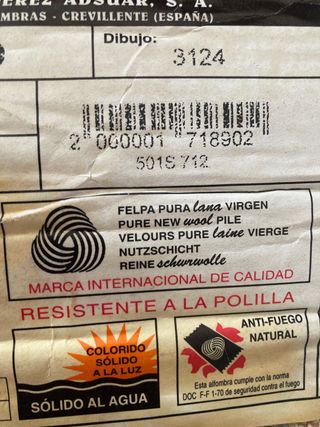 PEREZ ADSUAR, S. A.
MBRAS - CREVILLENTE (ESPAÑA)
Dibujo:
3124
2 000001 718902
501S 712
FELPA PURA lana VIRGEN
PURE NEW wool PILE
VELOURS PURE laine VIERGE
NUTZSCHICHT
REINE schurwolle
MARCA INTERNACIONAL DE CALIDAD
RESISTENTE A LA POLILLA
COLORIDO
SÓLIDO
A LA LUZ
SÓLIDO AL AGUA
ANTI-FUEGO
NATURAL
Esta alfombra cumple con la norma
DOC F-F 1-70 de seguridad contra el fuego